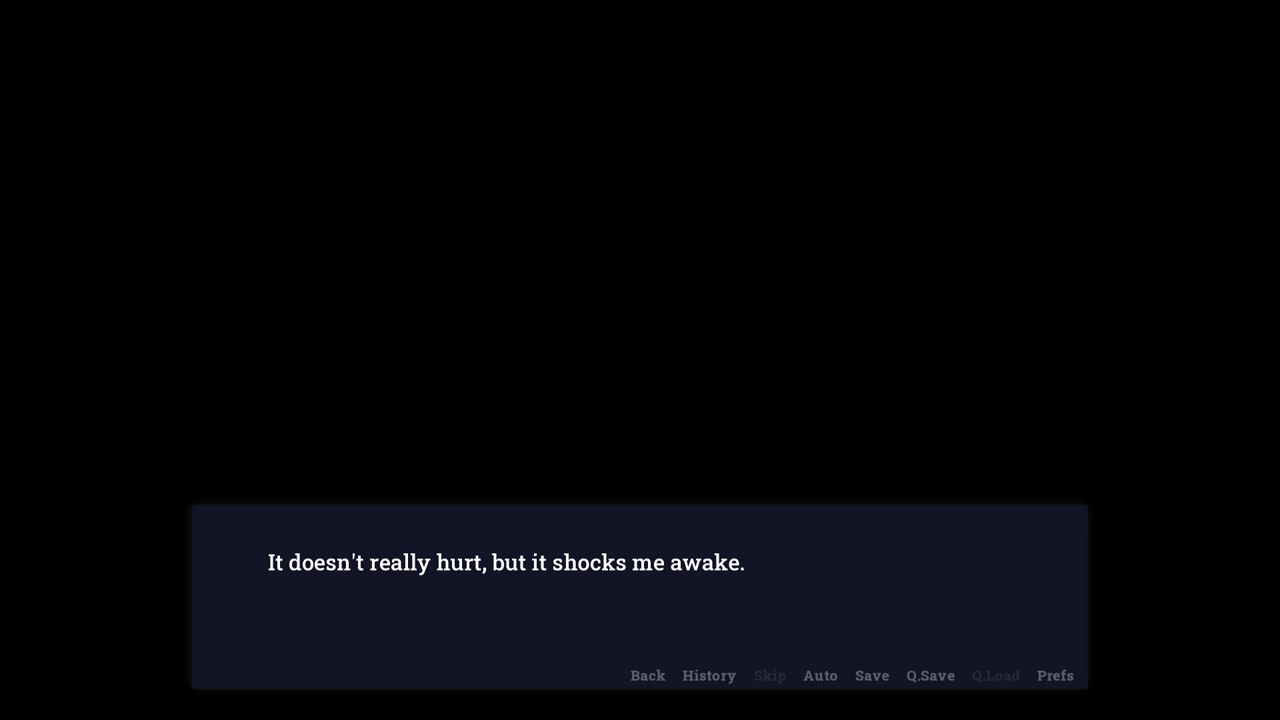 It doesn't really hurt, but it shocks me awake.
Back History Skip Auto Save Q.Save Q.Load Prefs